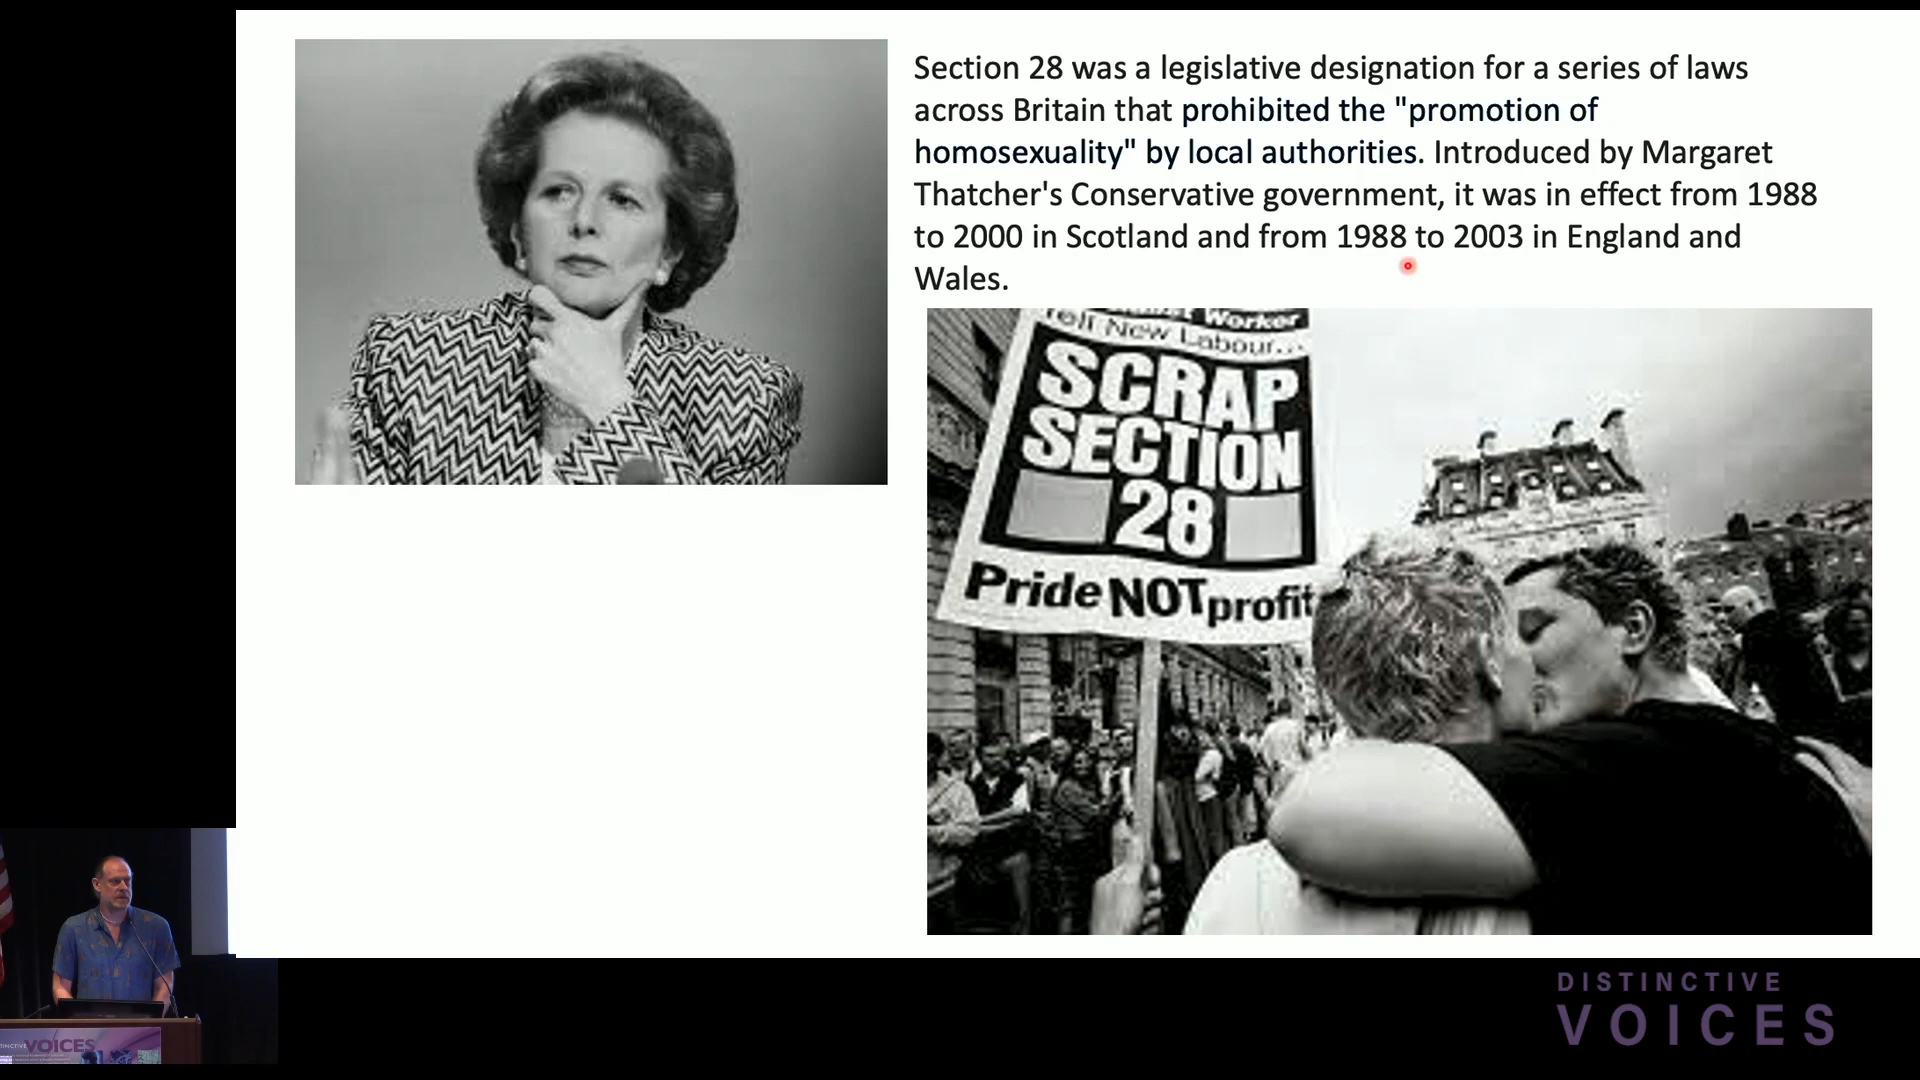 Section 28 was a legislative designation for a series of laws
across Britain that prohibited the "promotion of
homosexuality" by local authorities. Introduced by Margaret
Thatcher's Conservative government, it was in effect from 1988
to 2000 in Scotland and from 1988 to 2003 in England and
Wales.
Worker
Tell New Labour...
SCRAP
SECTION
28
Pride NOT profit
VOICES
DISTINCTIVE
VOICES